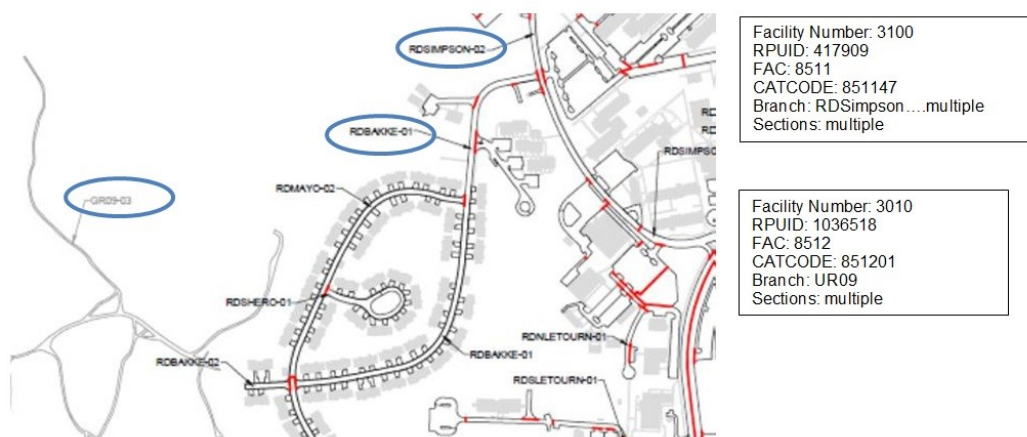 RDSIMPSON-02
RDBAKKE-01
GR09-03
RDMAYO-02
RD
RD
RDSIMPSO
RDSHERO-01
RDBAKKE-02
RDBAKKE-01
RDNLETOURN-01
RDSLETOURN-01
Facility Number: 3100
RPUID: 417909
FAC: 8511
CATCODE: 851147
Branch: RDSimpson….multiple
Sections: multiple
Facility Number: 3010
RPUID: 1036518
FAC: 8512
CATCODE: 851201
Branch: UR09
Sections: multiple